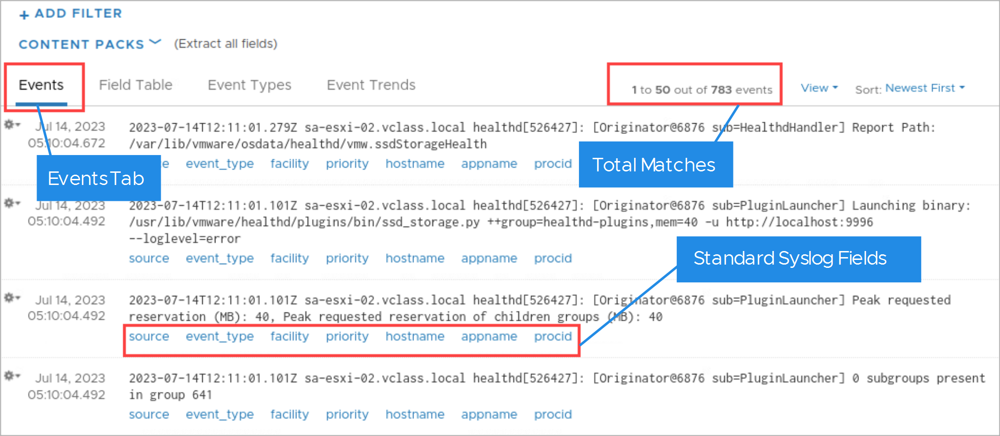 + ADD FILTER
CONTENT PACKS (Extract all fields)
Events Field Table Event Types Event Trends 1 to 50 out of 783 events View Sort: Newest First
Jul 14, 2023 2023-07-14T12:11:01.279Z sa-esxi-02.vclass.local healthd[526427]: [Originator@6876 sub=HealthdHandler] Report Path:
05:10:04.672 /var/lib/vmware/osdata/healthd/vmw.ssdStorageHealth
event_type facility priority hostname appname procid
Total Matches
Events Tab
Jul 14, 2023 2023-07-14T12:11:01.101Z sa-esxi-02.vclass.local healthd[526427]: [Originator@6876 sub=PluginLauncher] Launching binary:
05:10:04.492 /usr/lib/vmware/healthd/plugins/bin/ssd_storage.py ++group=healthd-plugins,mem=40 -u http://localhost:9996
--loglevel=error
source event_type facility priority hostname appname procid
Standard Syslog Fields
Jul 14, 2023 2023-07-14T12:11:01.101Z sa-esxi-02.vclass.local healthd[526427]: [Originator@6876 sub=PluginLauncher] Peak requested
05:10:04.492 reservation (MB): 40, Peak requested reservation of children groups (MB): 40
source event_type facility priority hostname appname procid
Jul 14, 2023 2023-07-14T12:11:01.101Z sa-esxi-02.vclass.local healthd[526427]: [Originator@6876 sub=PluginLauncher] 0 subgroups present
05:10:04.492 in group 641
source event_type facility priority hostname appname procid